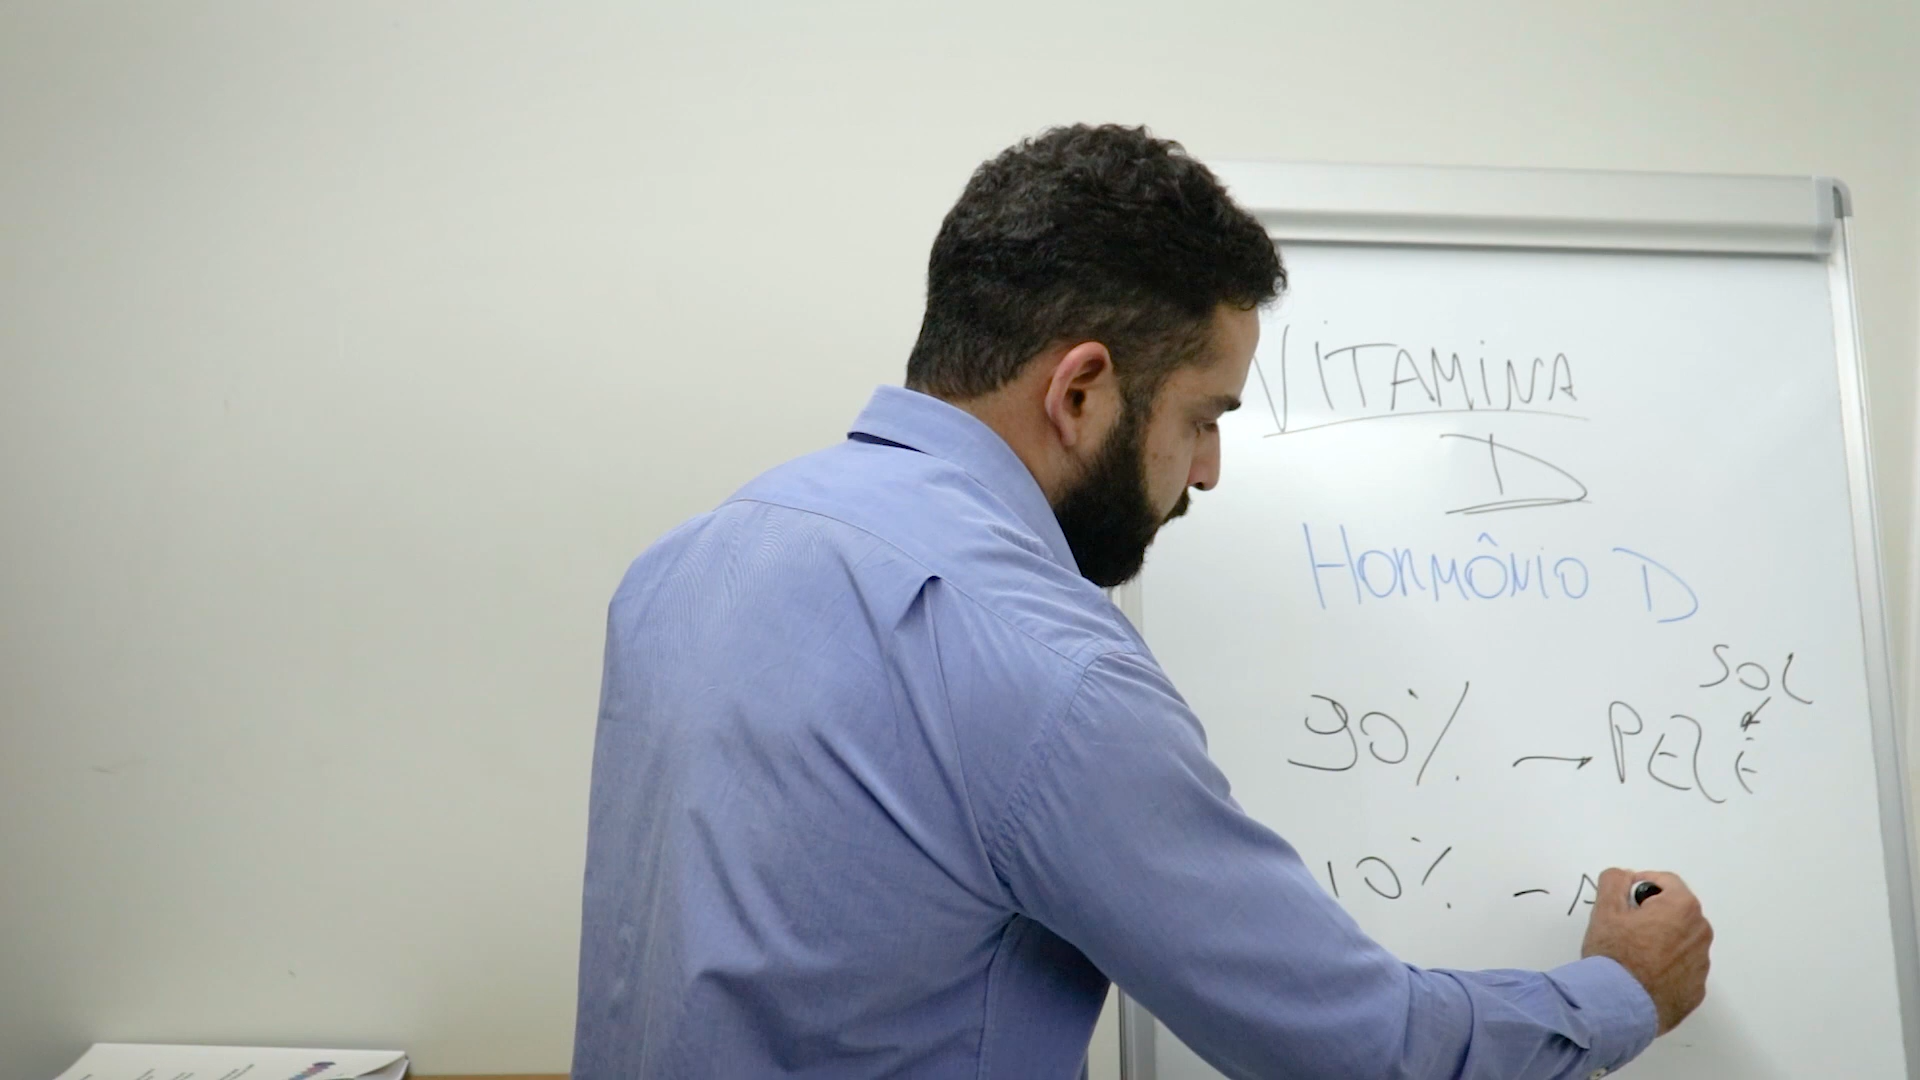 VITAMINA
D
HORMÔNIO D
SOL
90% → PELE
10% - A